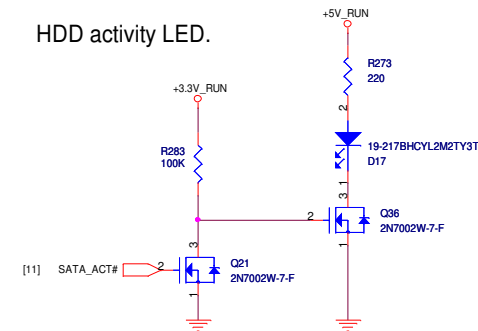 HDD activity LED.
+5V_RUN
R273
220
2
19-217BHCYL2M2TY3T
D17
3 1
2
Q36
2N7002W-7-F
1
+3.3V_RUN
R283
100K
3
[11] SATA_ACT# 2
Q21
2N7002W-7-F
1